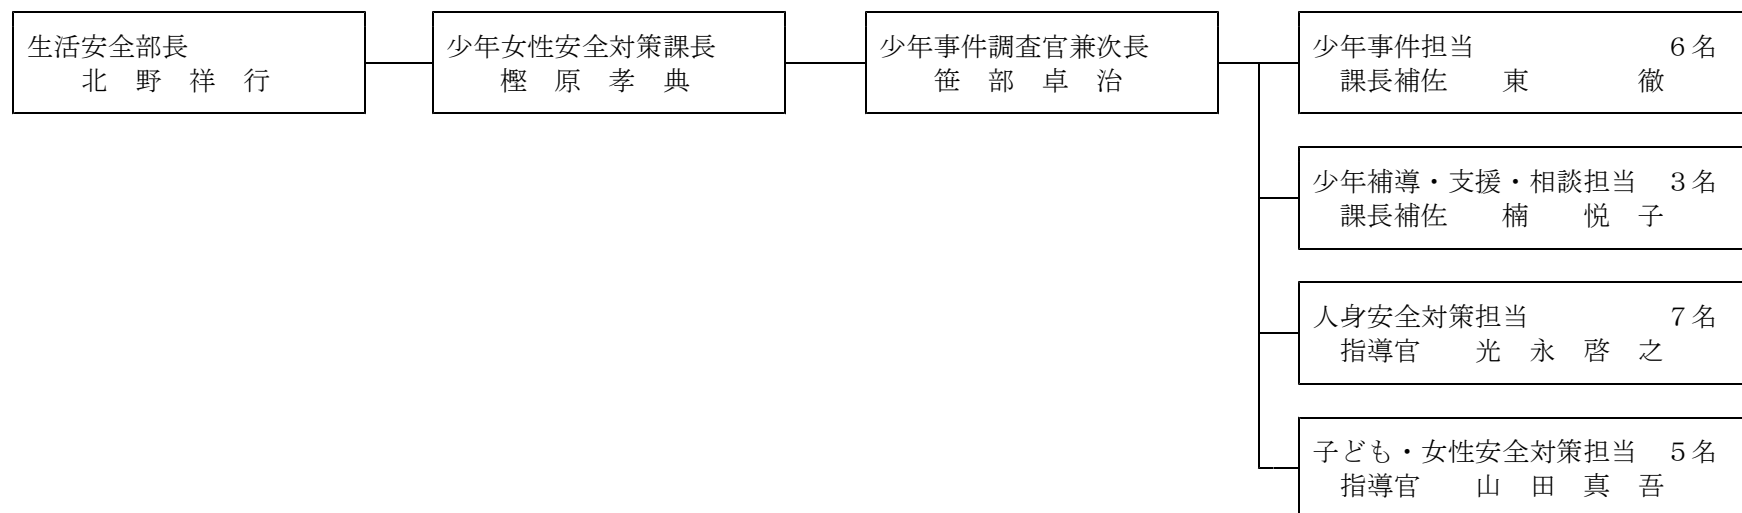 生活安全部長
北　野　祥　行
少年女性安全対策課長
樫　原　孝　典
少年事件調査官兼次長
笹　部　卓　治
少年事件担当　　　　　　　６名
課長補佐　　東　　　　徹
少年補導・支援・相談担当　３名
課長補佐　　楠　　悦　子
人身安全対策担当　　　　　７名
指導官　　光　永　啓　之
子ども・女性安全対策担当　５名
指導官　　山　田　真　吾